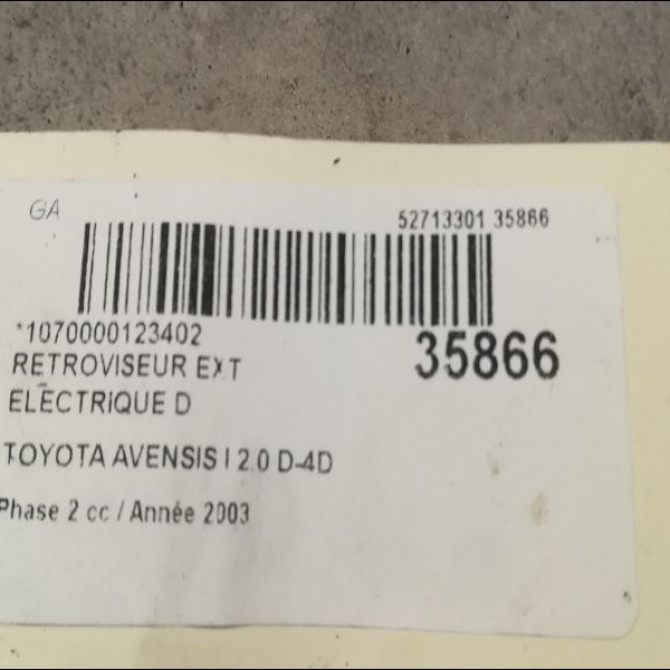 GA
52713301 35866
*1070000123402
35866
RETROVISEUR EXT
ELECTRIQUE D
TOYOTA AVENSIS I 2.0 D-4D
Phase 2 cc / Année 2003